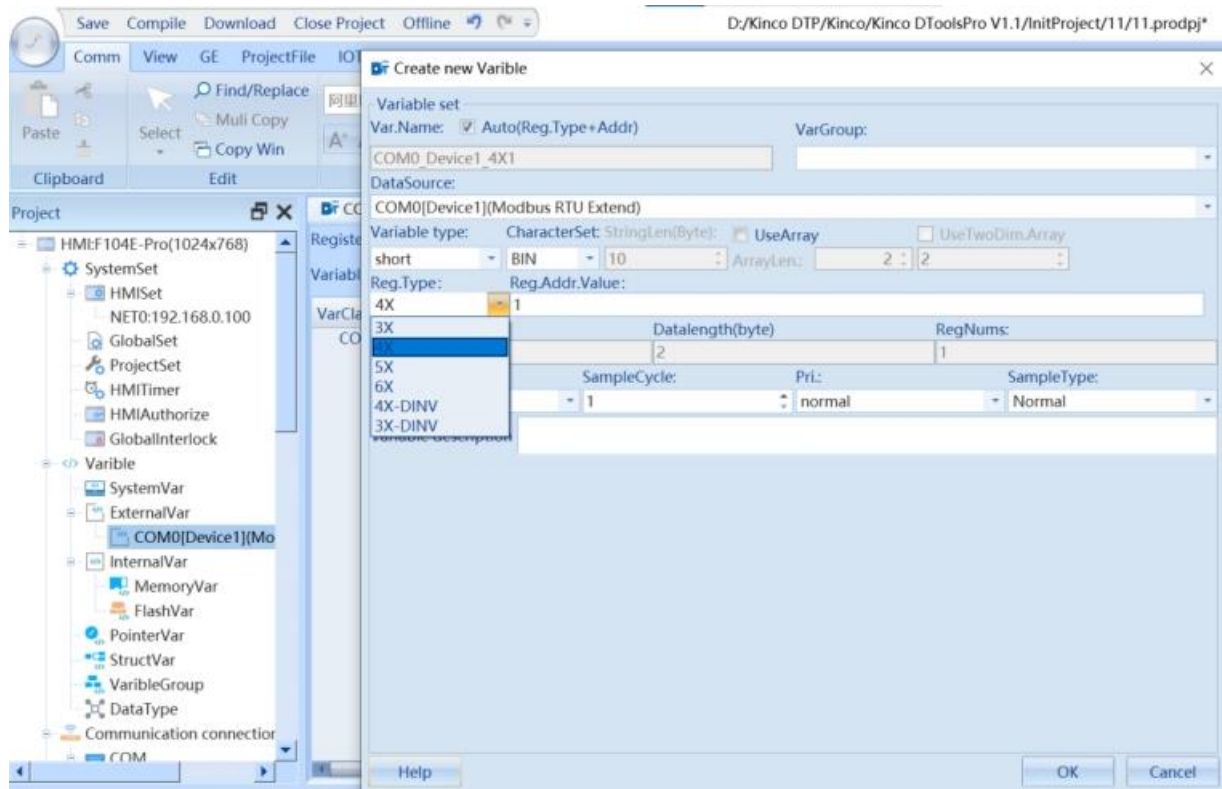 Save Compile Download Close Project Offline D:/Kinco DTP/Kinco/Kinco DToolsPro V1.1/InitProject/11/11.prodpj*
Comm View GE ProjectFile IOT
Find/Replace
Muli Copy
Paste Select Copy Win
Clipboard Edit
Project
HMI:F104E-Pro(1024x768)
SystemSet
HMISet
NET0:192.168.0.100
GlobalSet
ProjectSet
HMITimer
HMIAuthorize
GlobalInterlock
Varible
SystemVar
ExternalVar
COM0[Device1](Mo
InternalVar
MemoryVar
FlashVar
PointerVar
StructVar
VaribleGroup
DataType
Communication connection
COM
Registe
Variabl
VarCla
CO
Create new Varible
Variable set
Var.Name: Auto(Reg.Type+Addr) VarGroup:
COM0_Device1_4X1
DataSource:
COM0[Device1](Modbus RTU Extend)
Variable type: CharacterSet: StringLen(Byte): UseArray UseTwoDim.Array
short BIN 10 ArrayLen.: 2 2
Reg.Type: Reg.Addr.Value:
4X 1
3X
4X
5X
6X
4X-DINV
3X-DINV
Datalength(byte) RegNums:
2 1
SampleCycle: Pri.: SampleType:
1 normal Normal
Variable description
Help OK Cancel